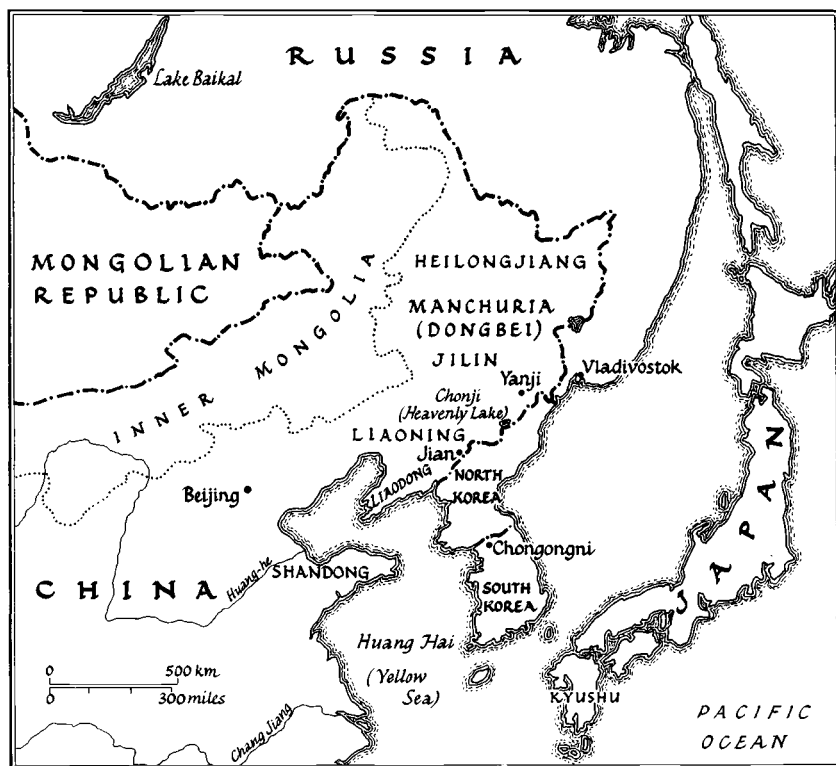 RUSSIA
Lake Baikal
MONGOLIAN
REPUBLIC
INNER MONGOLIA
HEILONGJIANG
MANCHURIA
(DONGBEI)
JILIN
Yanji
Vladivostok
Chonji
(Heavenly Lake)
LIAONING
Jian
LIAODONG
NORTH
KOREA
Beijing
Chongongni
CHINA
Huang-he
SHANDONG
SOUTH
KOREA
JAPAN
Huang Hai
(Yellow
Sea)
KYUSHU
0 500 km
0 300 miles
Chang Jiang
PACIFIC
OCEAN